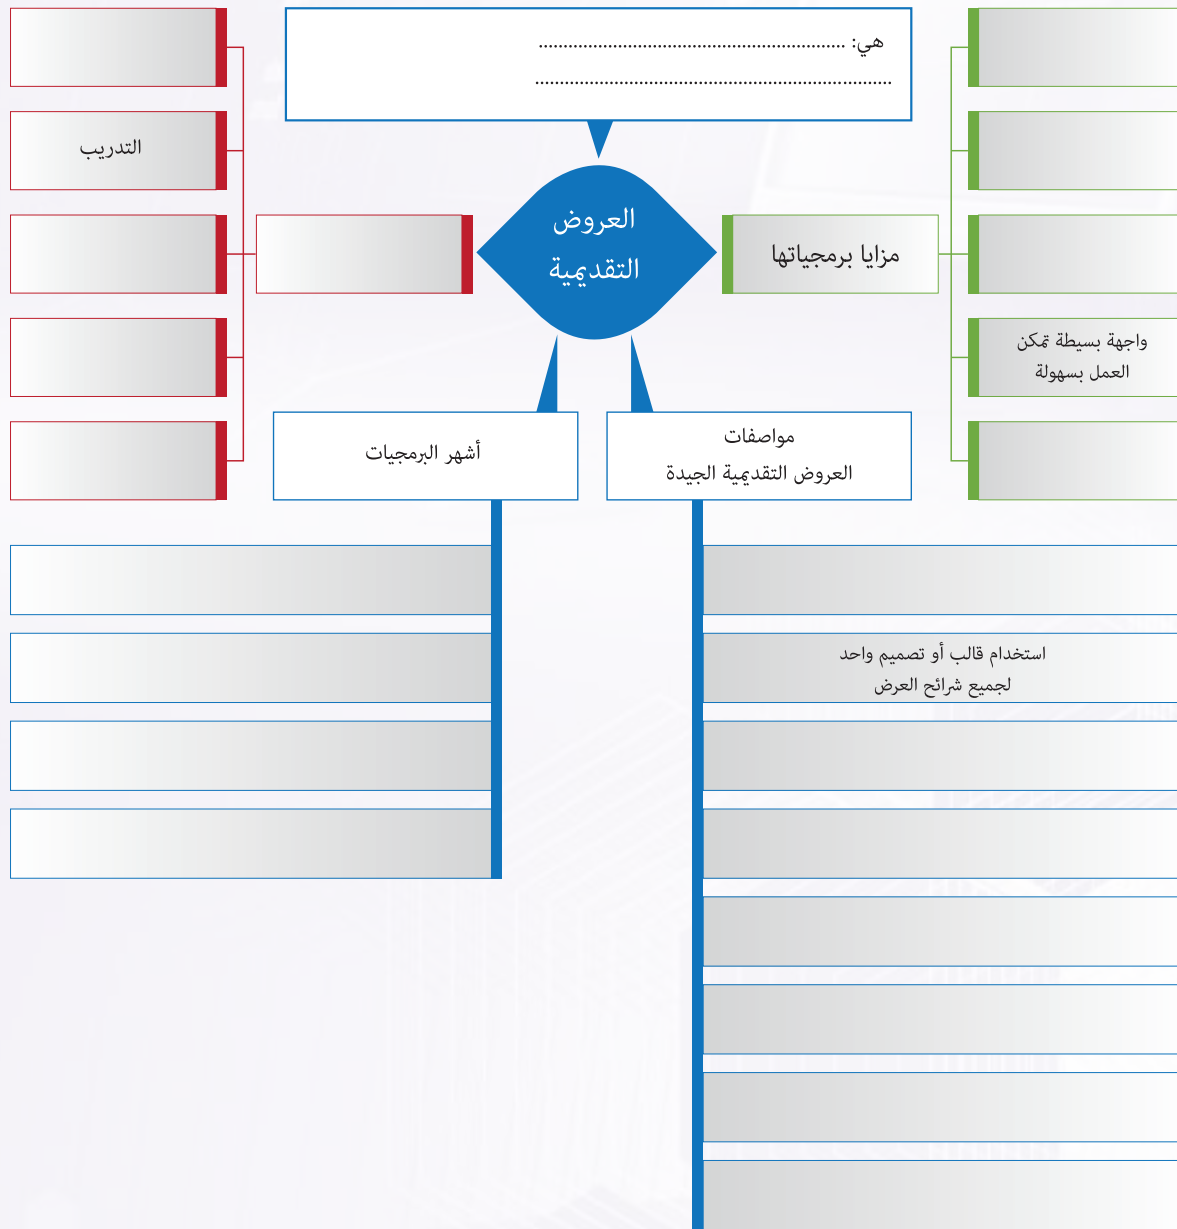 هي: ..............................................................
........................................................................
العروض
التقديمية
مزايا برمجياتها
واجهة بسيطة تمكن
العمل بسهولة
التدريب
مواصفات
العروض التقديمية الجيدة
أشهر البرمجيات
استخدام قالب أو تصميم واحد
لجميع شرائح العرض